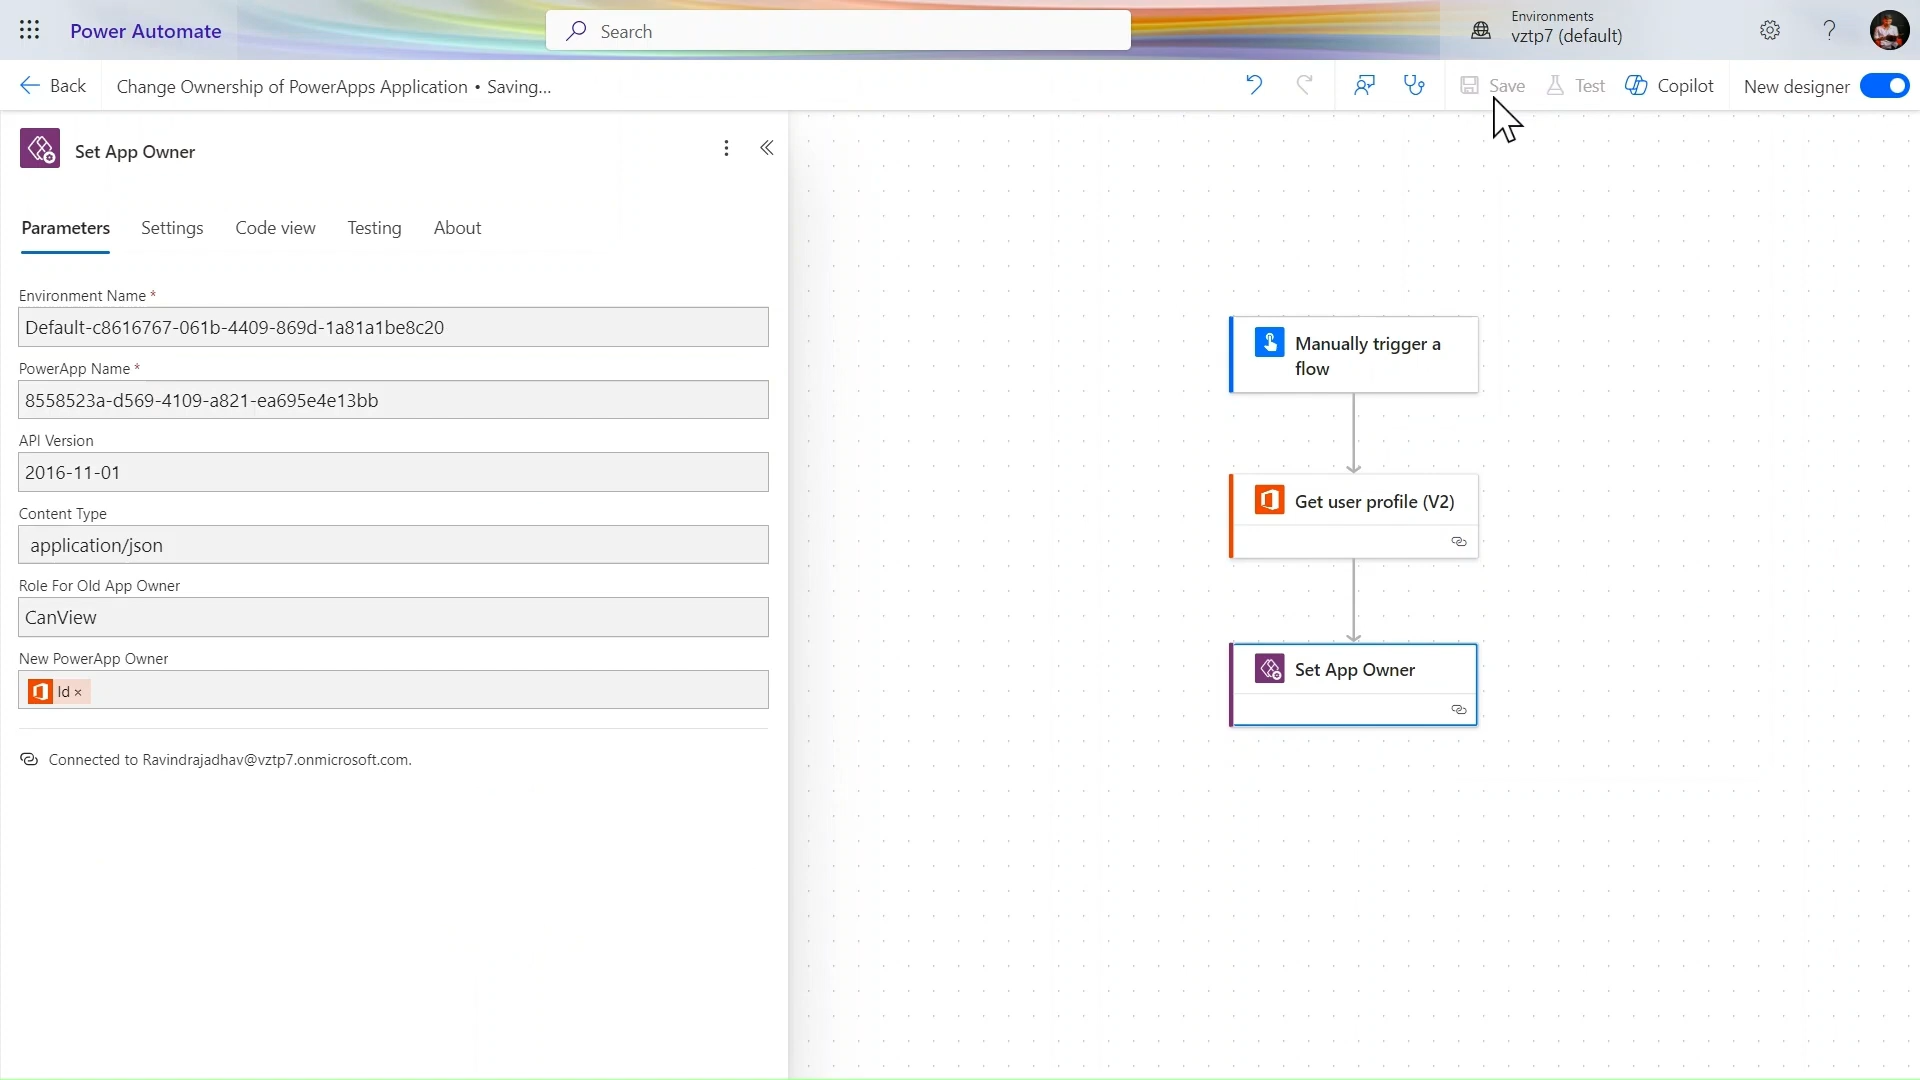 Power Automate
Search
Environments
vztp7 (default)
?
Back
Change Ownership of PowerApps Application • Saving...
Save
Test
Copilot
New designer
Set App Owner
Parameters
Settings
Code view
Testing
About
Environment Name *
Default-c8616767-061b-4409-869d-1a81a1be8c20
PowerApp Name *
8558523a-d569-4109-a821-ea695e4e13bb
API Version
2016-11-01
Content Type
application/json
Role For Old App Owner
CanView
New PowerApp Owner
Id ×
Connected to Ravindrajadhav@vztp7.onmicrosoft.com.
Manually trigger a
flow
Get user profile (V2)
Set App Owner